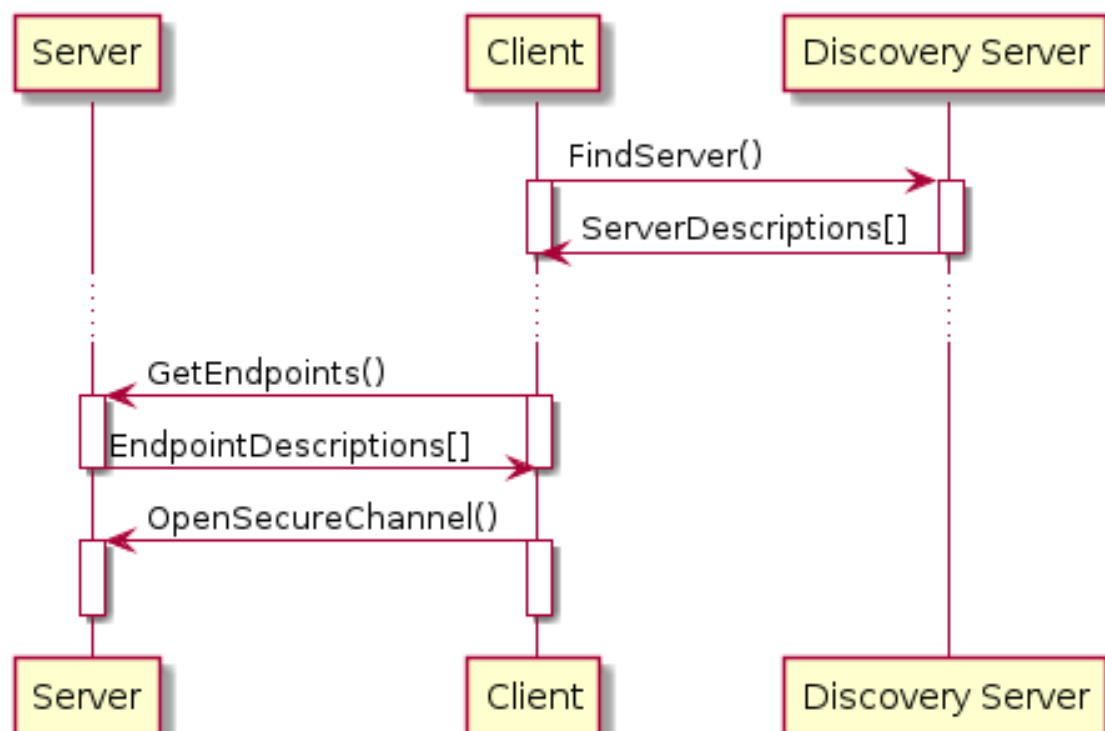 Server
Client
Discovery Server
FindServer()
ServerDescriptions[]
GetEndpoints()
EndpointDescriptions[]
OpenSecureChannel()
Server
Client
Discovery Server